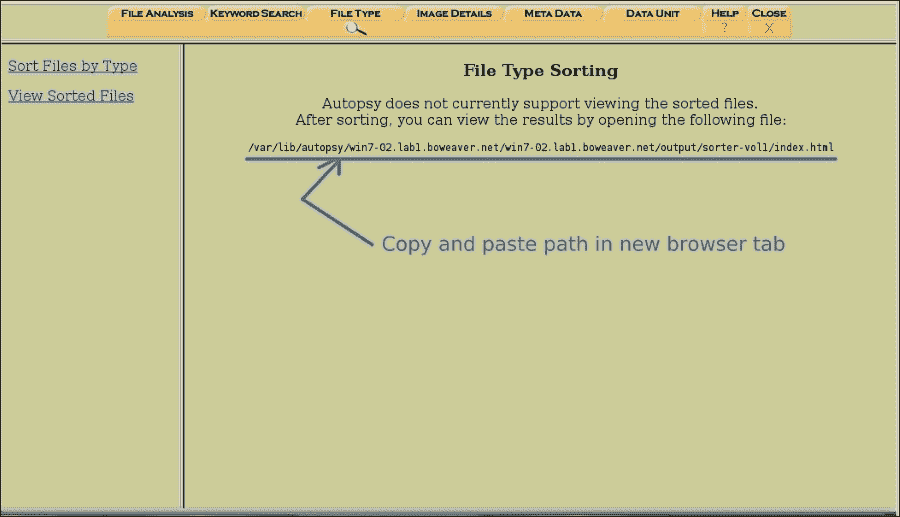 FILE ANALYSIS KEYWORD SEARCH FILE TYPE IMAGE DETAILS META DATA DATA UNIT HELP CLOSE
? X
Sort Files by Type
View Sorted Files
File Type Sorting
Autopsy does not currently support viewing the sorted files.
After sorting, you can view the results by opening the following file:
/var/lib/autopsy/win7-02.lab1.boweaver.net/win7-02.lab1.boweaver.net/output/sorter-vol1/index.html
Copy and paste path in new browser tab